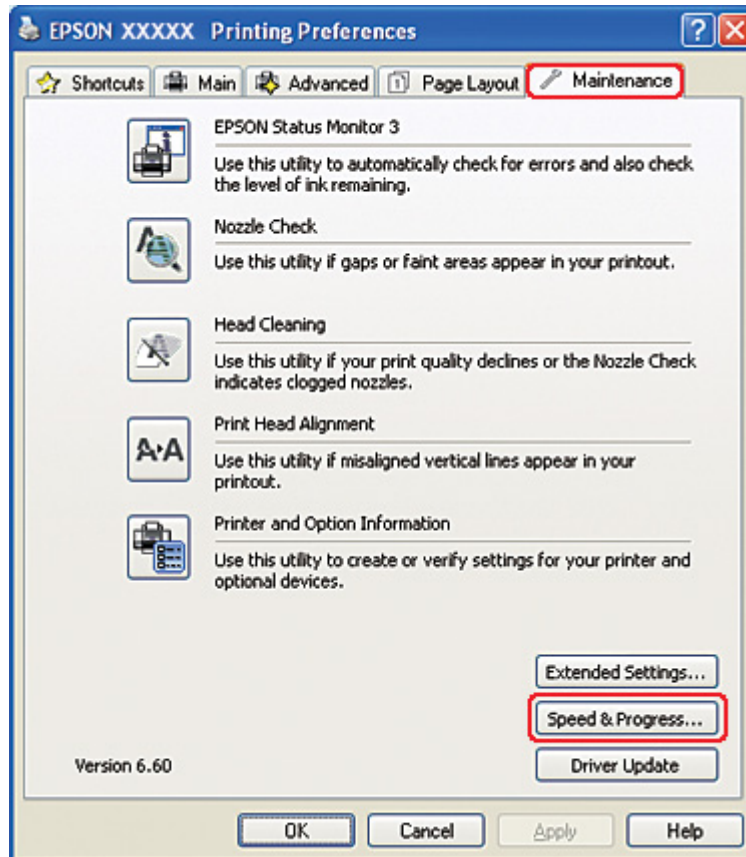 EPSON XXXXX Printing Preferences
Shortcuts Main Advanced Page Layout Maintenance
EPSON Status Monitor 3
Use this utility to automatically check for errors and also check
the level of ink remaining.
Nozzle Check
Use this utility if gaps or faint areas appear in your printout.
Head Cleaning
Use this utility if your print quality declines or the Nozzle Check
indicates clogged nozzles.
Print Head Alignment
Use this utility if misaligned vertical lines appear in your
printout.
Printer and Option Information
Use this utility to create or verify settings for your printer and
optional devices.
Extended Settings...
Speed & Progress...
Version 6.60 Driver Update
OK Cancel Apply Help